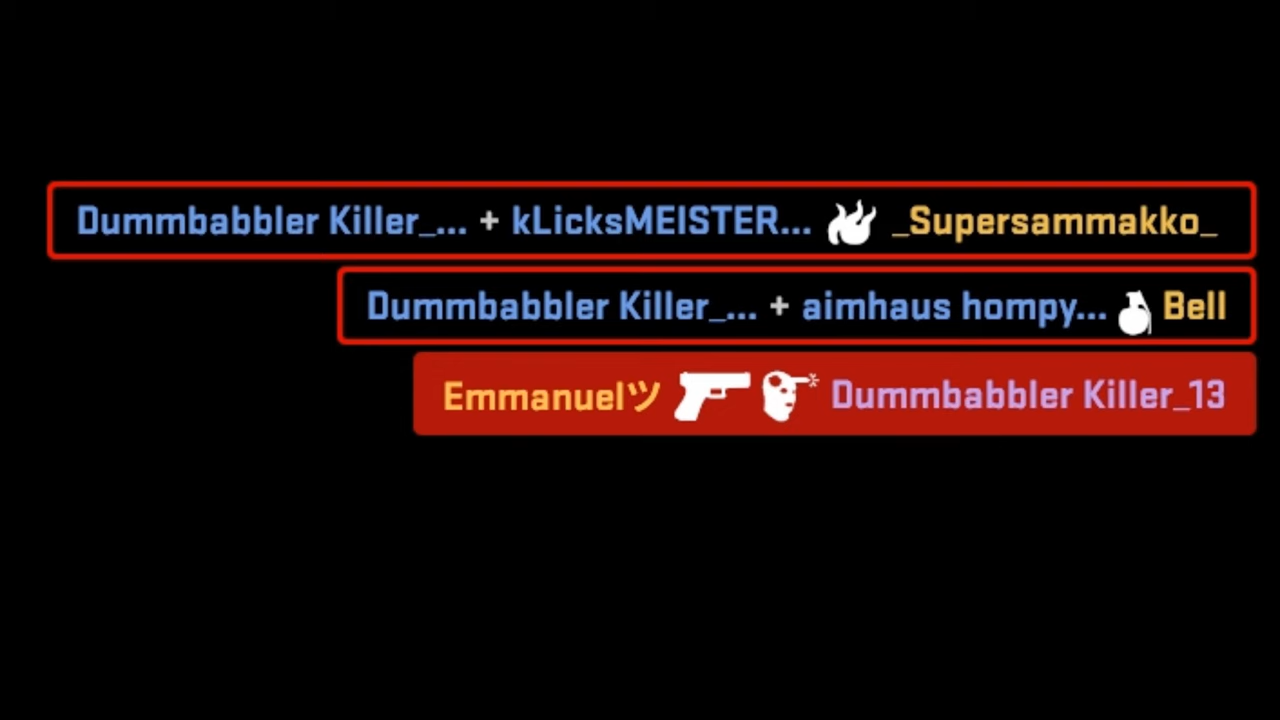 Dummbabbler Killer_... + kLicksMEISTER... _Supersammakko_
Dummbabbler Killer_... + aimhaus hompy... Bell
Emmanuelツ Dummbabbler Killer_13